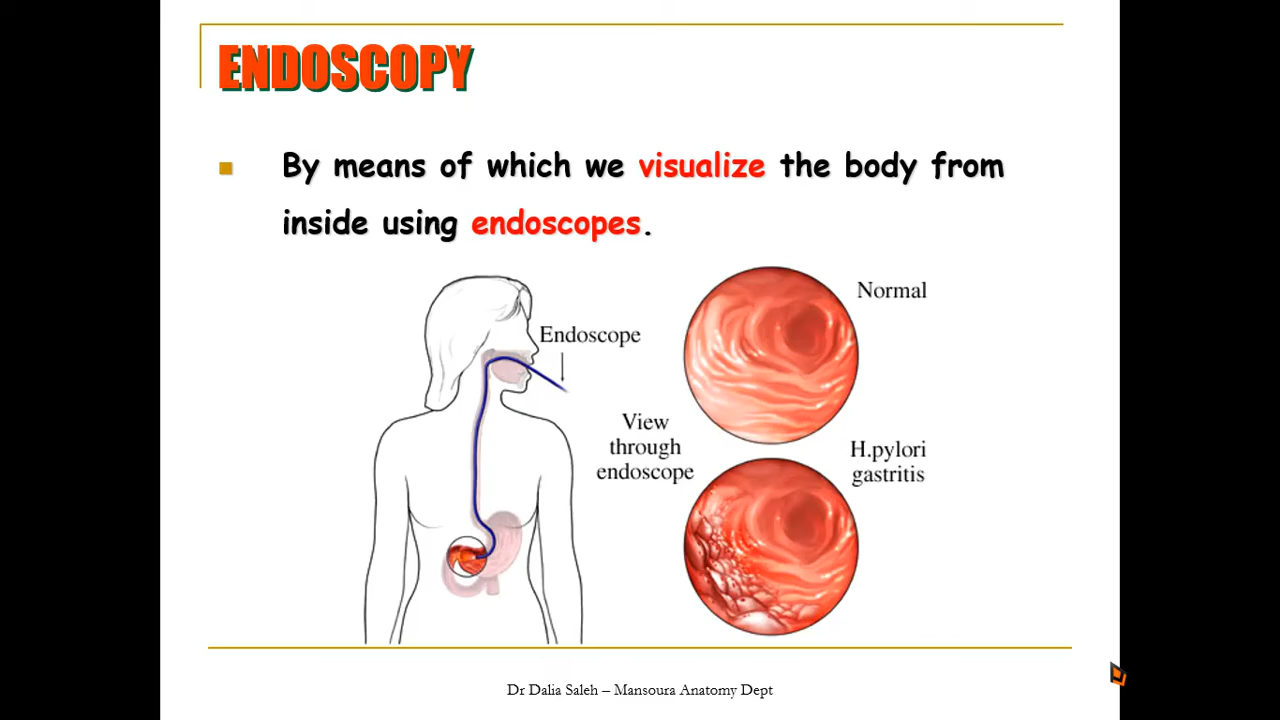 ENDOSCOPY
By means of which we visualize the body from
inside using endoscopes.
Normal
Endoscope
View
through
endoscope
H.pylori
gastritis
Dr Dalia Saleh – Mansoura Anatomy Dept